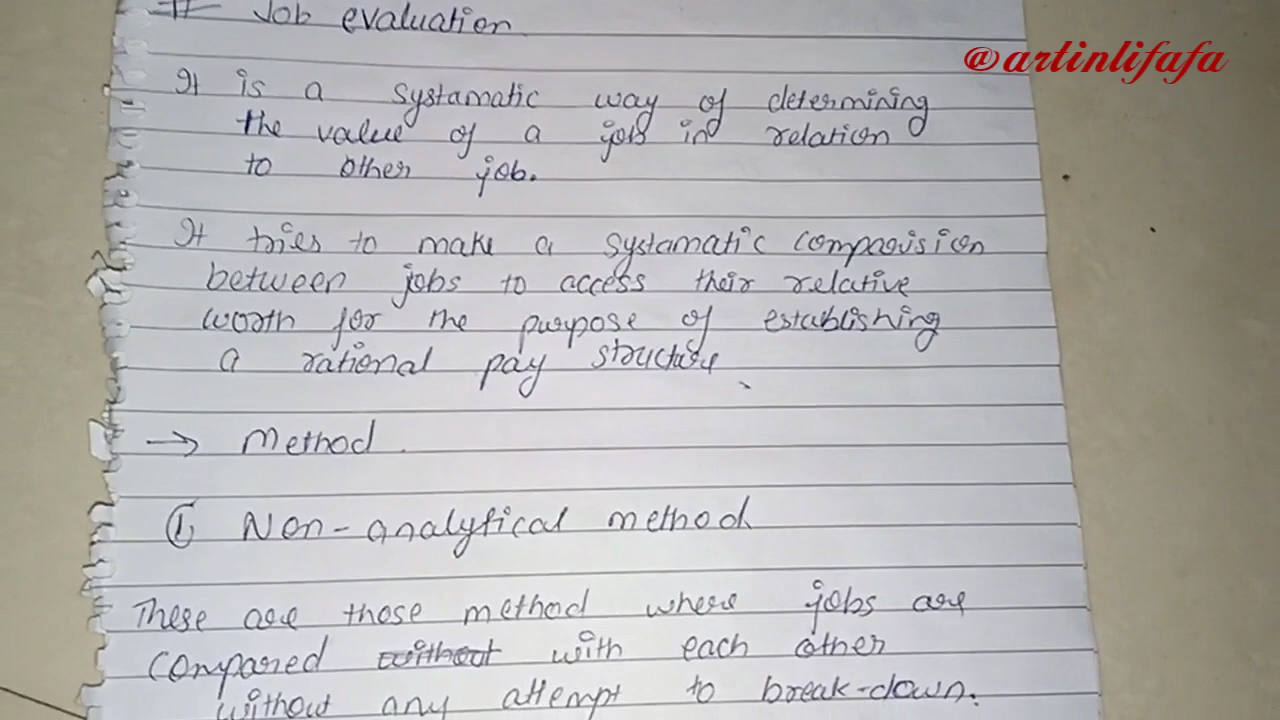 # Job evaluation
@artinlifafa
It is a systamatic way of determining
the value of a job in relation
to other job.
It tries to make a systamatic comparision
between jobs to access their relative
worth for the purpose of establishing
a rational pay structure
→ Method.
① Non-analytical method
These are those method where jobs are
compared without with each other
without any attempt to break-down.